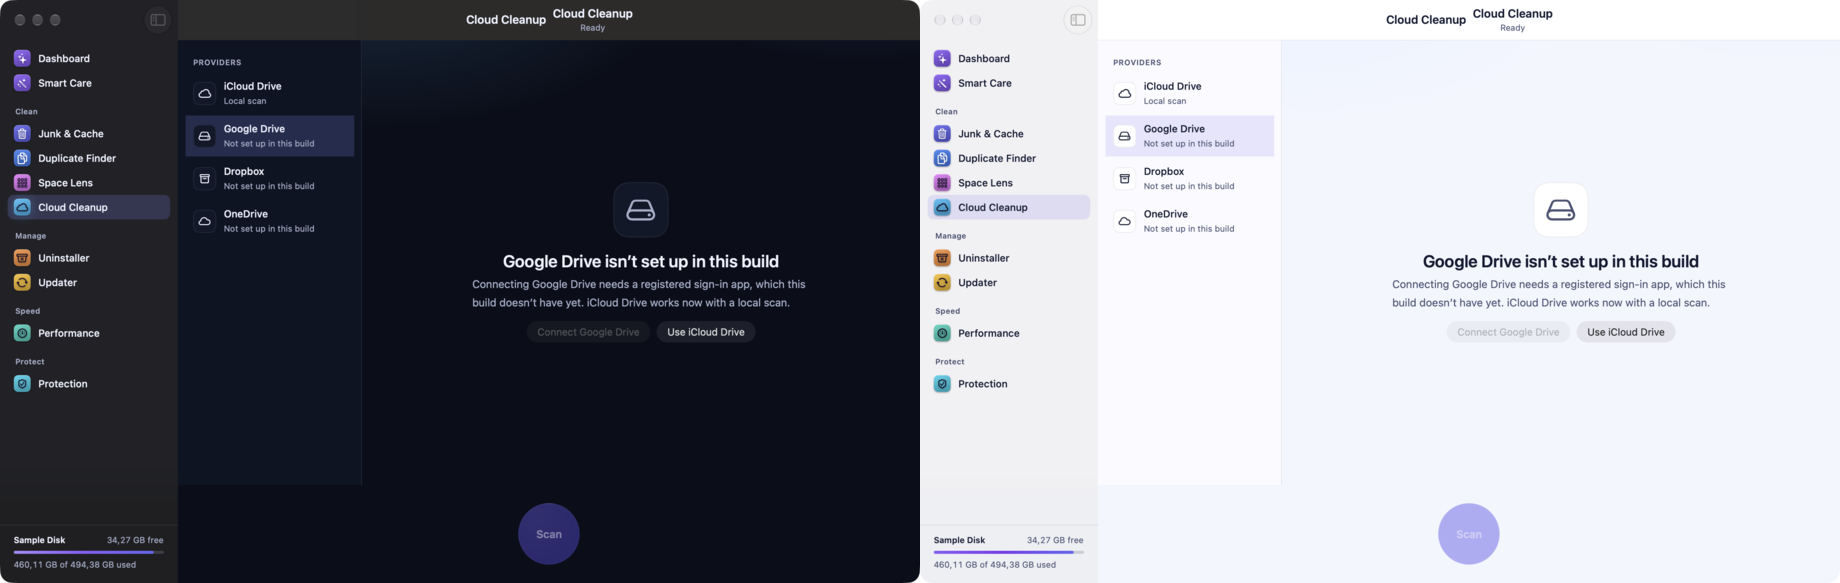 Cloud Cleanup
Cloud Cleanup
Ready
Dashboard
Smart Care
Clean
Junk & Cache
Duplicate Finder
Space Lens
Cloud Cleanup
Manage
Uninstaller
Updater
Speed
Performance
Protect
Protection
Sample Disk 34,27 GB free
460,11 GB of 494,38 GB used
PROVIDERS
iCloud Drive
Local scan
Google Drive
Not set up in this build
Dropbox
Not set up in this build
OneDrive
Not set up in this build
Google Drive isn’t set up in this build
Connecting Google Drive needs a registered sign-in app, which this
build doesn’t have yet. iCloud Drive works now with a local scan.
Connect Google Drive Use iCloud Drive
Scan
Cloud Cleanup
Cloud Cleanup
Ready
Dashboard
Smart Care
Clean
Junk & Cache
Duplicate Finder
Space Lens
Cloud Cleanup
Manage
Uninstaller
Updater
Speed
Performance
Protect
Protection
Sample Disk 34,27 GB free
460,11 GB of 494,38 GB used
PROVIDERS
iCloud Drive
Local scan
Google Drive
Not set up in this build
Dropbox
Not set up in this build
OneDrive
Not set up in this build
Google Drive isn’t set up in this build
Connecting Google Drive needs a registered sign-in app, which this
build doesn’t have yet. iCloud Drive works now with a local scan.
Connect Google Drive Use iCloud Drive
Scan